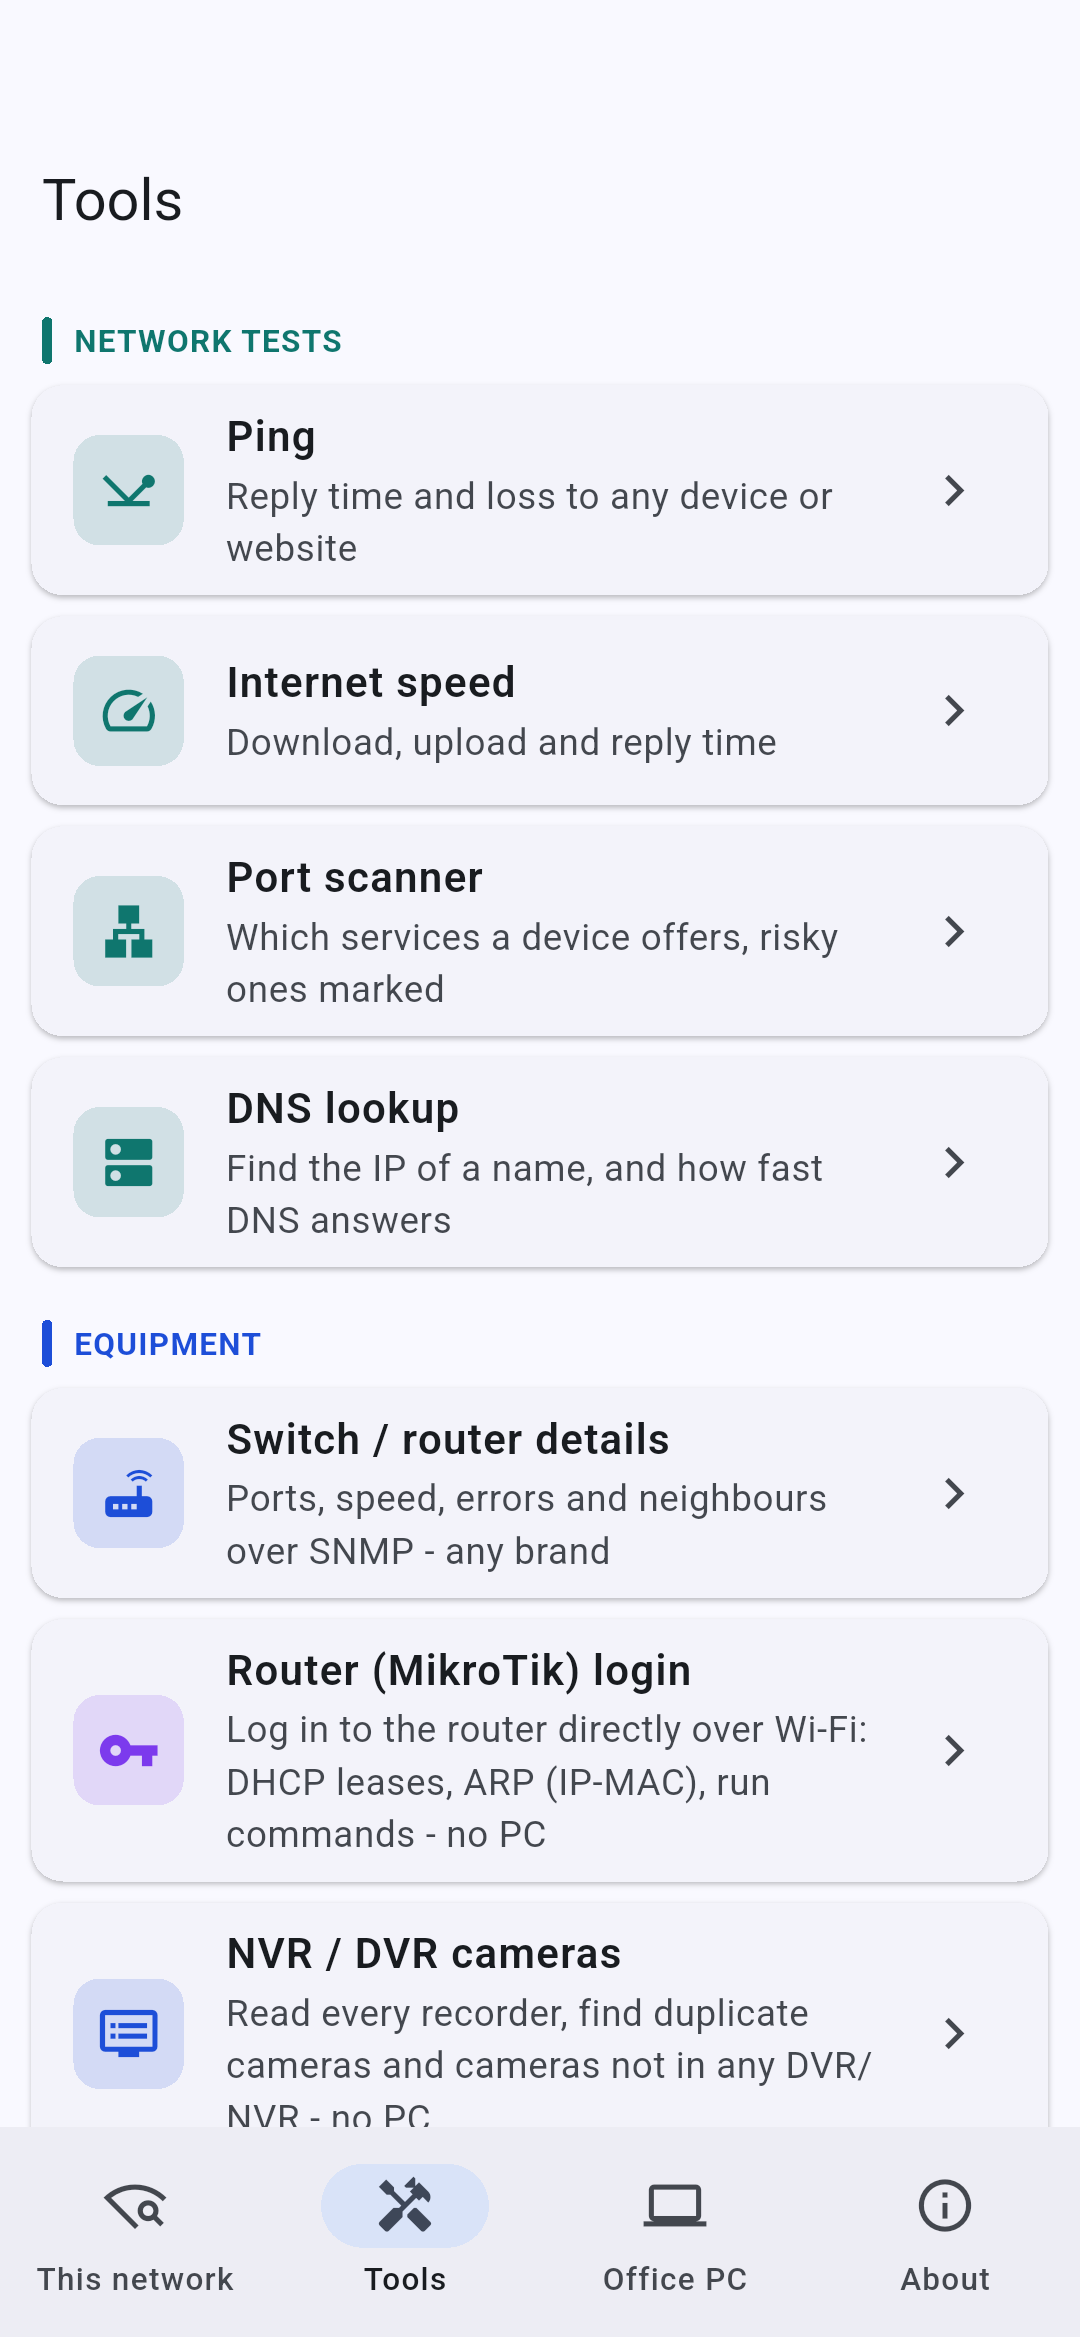 Tools
NETWORK TESTS
Ping
Reply time and loss to any device or
website
Internet speed
Download, upload and reply time
Port scanner
Which services a device offers, risky
ones marked
DNS lookup
Find the IP of a name, and how fast
DNS answers
EQUIPMENT
Switch / router details
Ports, speed, errors and neighbours
over SNMP - any brand
Router (MikroTik) login
Log in to the router directly over Wi-Fi:
DHCP leases, ARP (IP-MAC), run
commands - no PC
NVR / DVR cameras
Read every recorder, find duplicate
cameras and cameras not in any DVR/
NVR - no PC
This network
Tools
Office PC
About